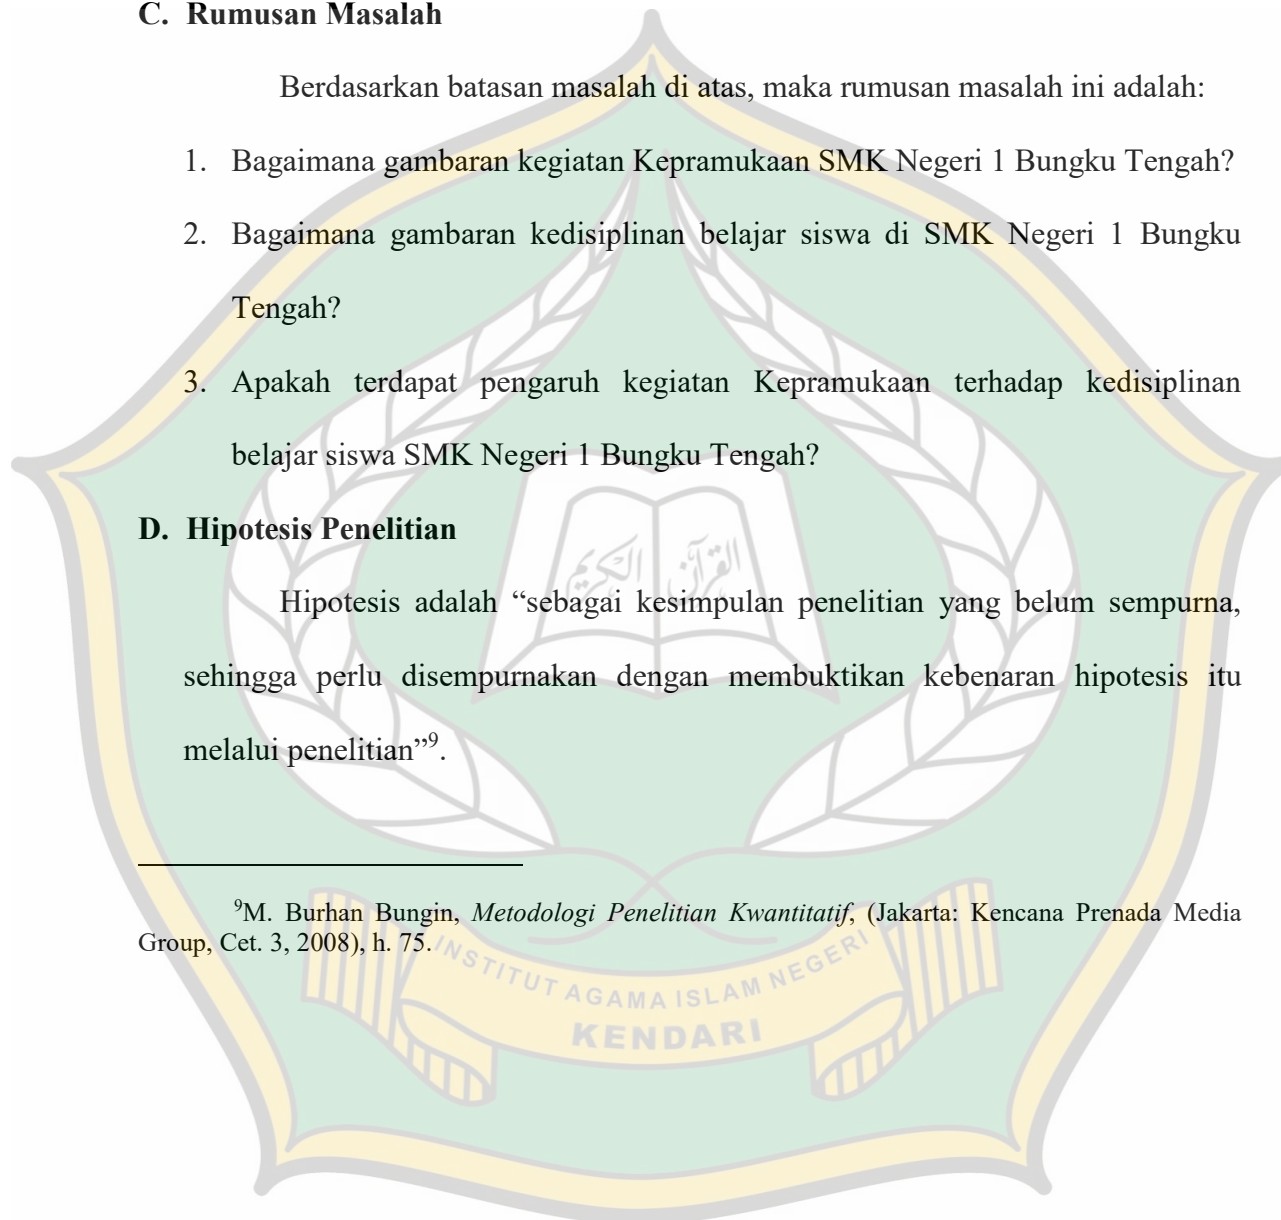 C. Rumusan Masalah
Berdasarkan batasan masalah di atas, maka rumusan masalah ini adalah:
1. Bagaimana gambaran kegiatan Kepramukaan SMK Negeri 1 Bungku Tengah?
2. Bagaimana gambaran kedisiplinan belajar siswa di SMK Negeri 1 Bungku
Tengah?
3. Apakah terdapat pengaruh kegiatan Kepramukaan terhadap kedisiplinan
belajar siswa SMK Negeri 1 Bungku Tengah?
D. Hipotesis Penelitian
القرآن الكريم
Hipotesis adalah “sebagai kesimpulan penelitian yang belum sempurna,
sehingga perlu disempurnakan dengan membuktikan kebenaran hipotesis itu
melalui penelitian”⁹.
⁹M. Burhan Bungin, Metodologi Penelitian Kwantitatif, (Jakarta: Kencana Prenada Media
Group, Cet. 3, 2008), h. 75.
INSTITUT AGAMA ISLAM NEGERI
KENDARI